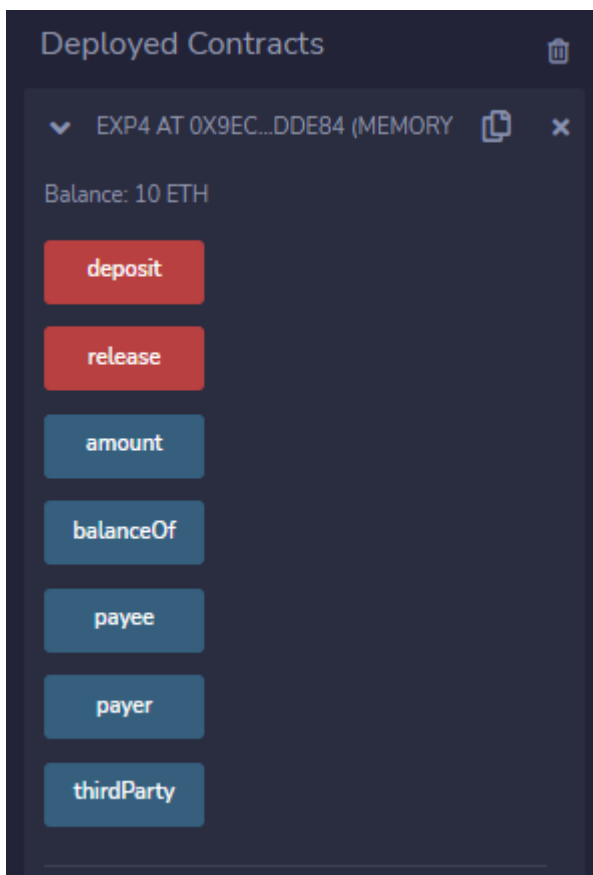 Deployed Contracts
EXP4 AT 0X9EC...DDE84 (MEMORY
Balance: 10 ETH
deposit
release
amount
balanceOf
payee
payer
thirdParty